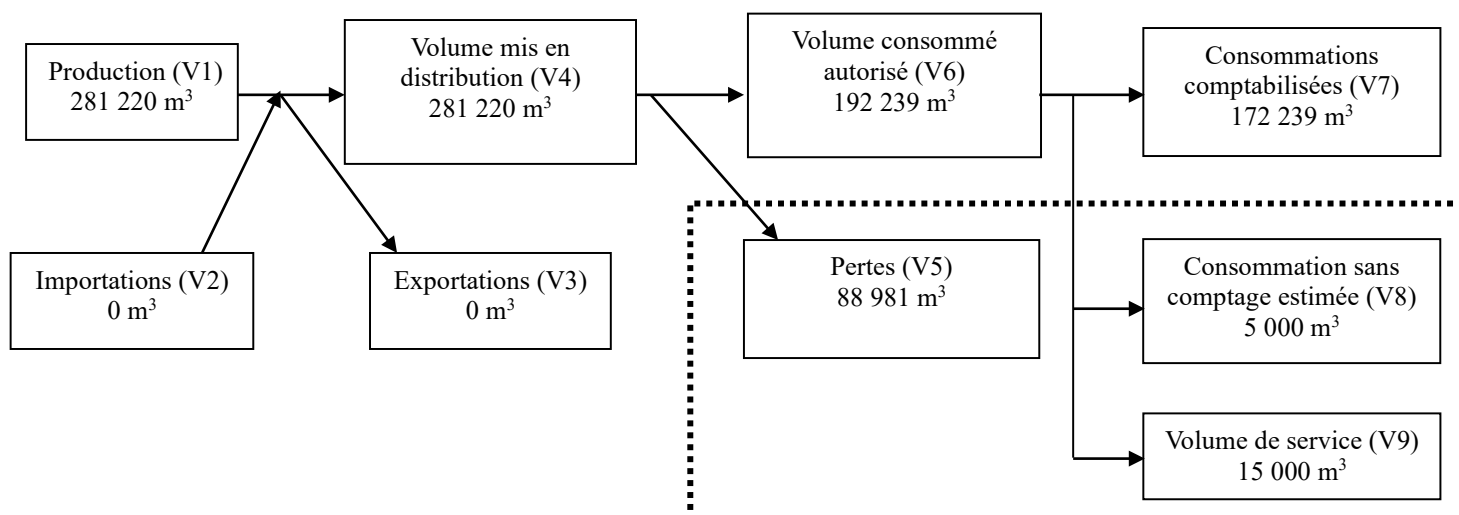 Production (V1)
281 220 m³
Volume mis en
distribution (V4)
281 220 m³
Volume consommé
autorisé (V6)
192 239 m³
Consommations
comptabilisées (V7)
172 239 m³
Importations (V2)
0 m³
Exportations (V3)
0 m³
Pertes (V5)
88 981 m³
Consommation sans
comptage estimée (V8)
5 000 m³
Volume de service (V9)
15 000 m³